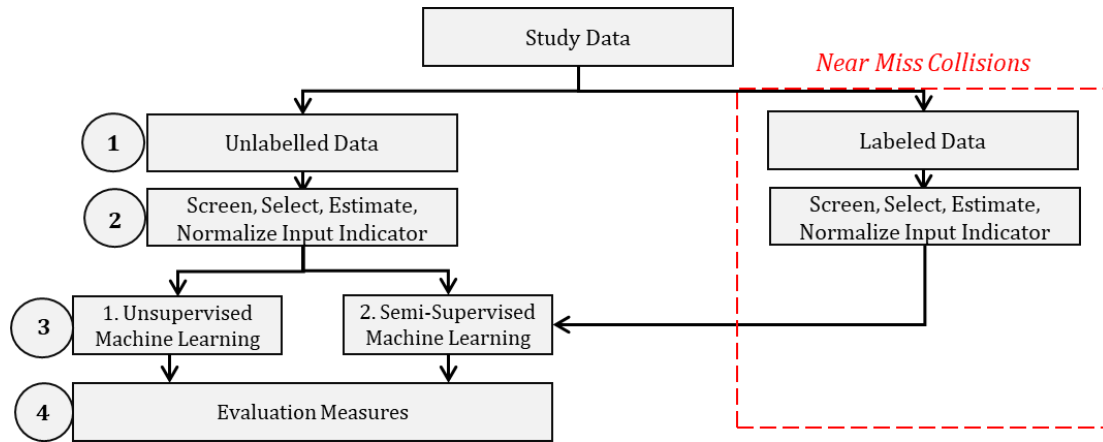 Study Data
Near Miss Collisions
1
Unlabelled Data
Labeled Data
2
Screen, Select, Estimate,
Normalize Input Indicator
Screen, Select, Estimate,
Normalize Input Indicator
3
1. Unsupervised
Machine Learning
2. Semi-Supervised
Machine Learning
4
Evaluation Measures